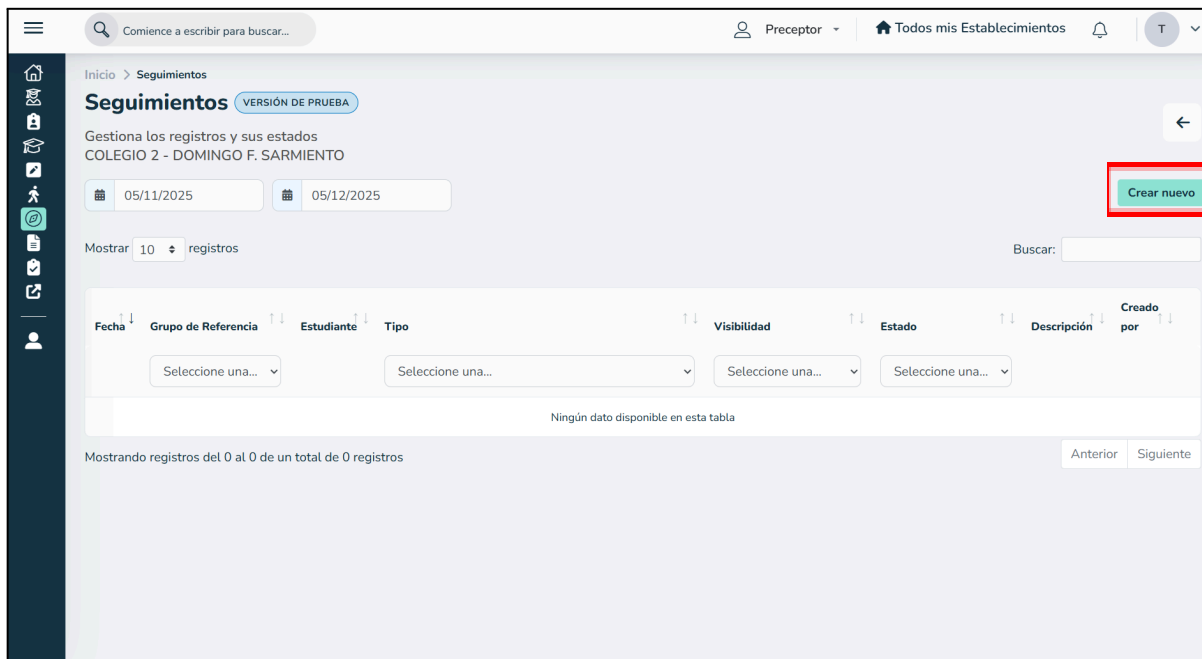 Comience a escribir para buscar...
Preceptor
Todos mis Establecimientos
T
Inicio > Seguimientos
Seguimientos VERSIÓN DE PRUEBA
Gestiona los registros y sus estados
COLEGIO 2 - DOMINGO F. SARMIENTO
05/11/2025 05/12/2025
Crear nuevo
Mostrar 10 registros
Buscar:
Fecha Grupo de Referencia Estudiante Tipo Visibilidad Estado Descripción Creado por
Seleccione una... Seleccione una... Seleccione una... Seleccione una...
Ningún dato disponible en esta tabla
Mostrando registros del 0 al 0 de un total de 0 registros
Anterior Siguiente